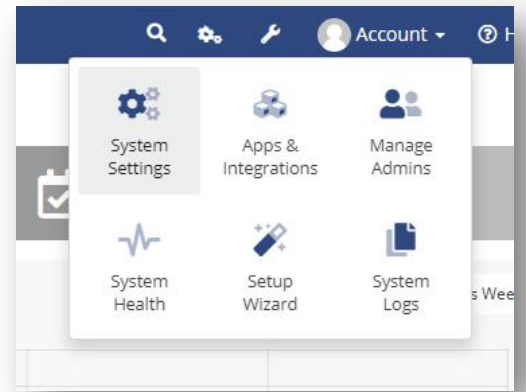 Account
H
System
Settings
Apps &
Integrations
Manage
Admins
System
Health
Setup
Wizard
System
Logs
s Wee